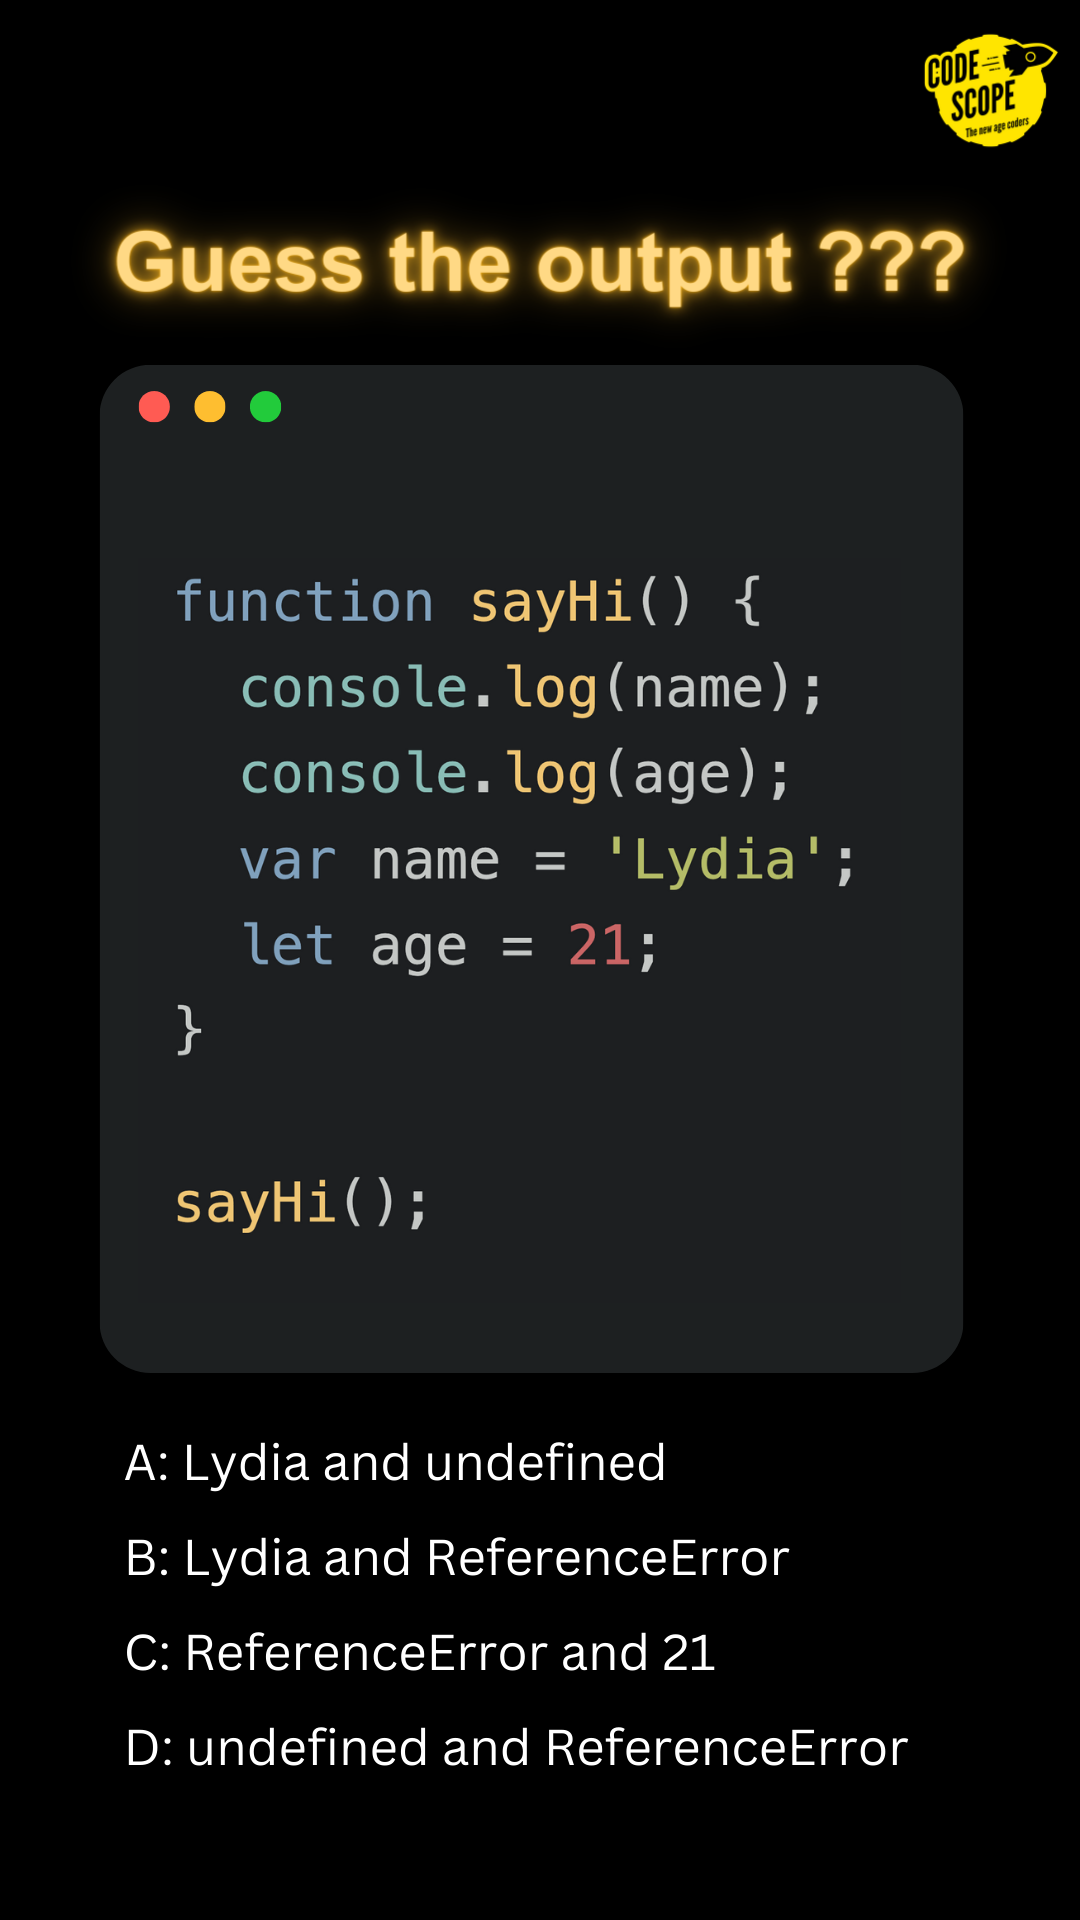 CODE
SCOPE
The new age coders
Guess the output ???
function sayHi() {
  console.log(name);
  console.log(age);
  var name = 'Lydia';
  let age = 21;
}
sayHi();
A: Lydia and undefined
B: Lydia and ReferenceError
C: ReferenceError and 21
D: undefined and ReferenceError